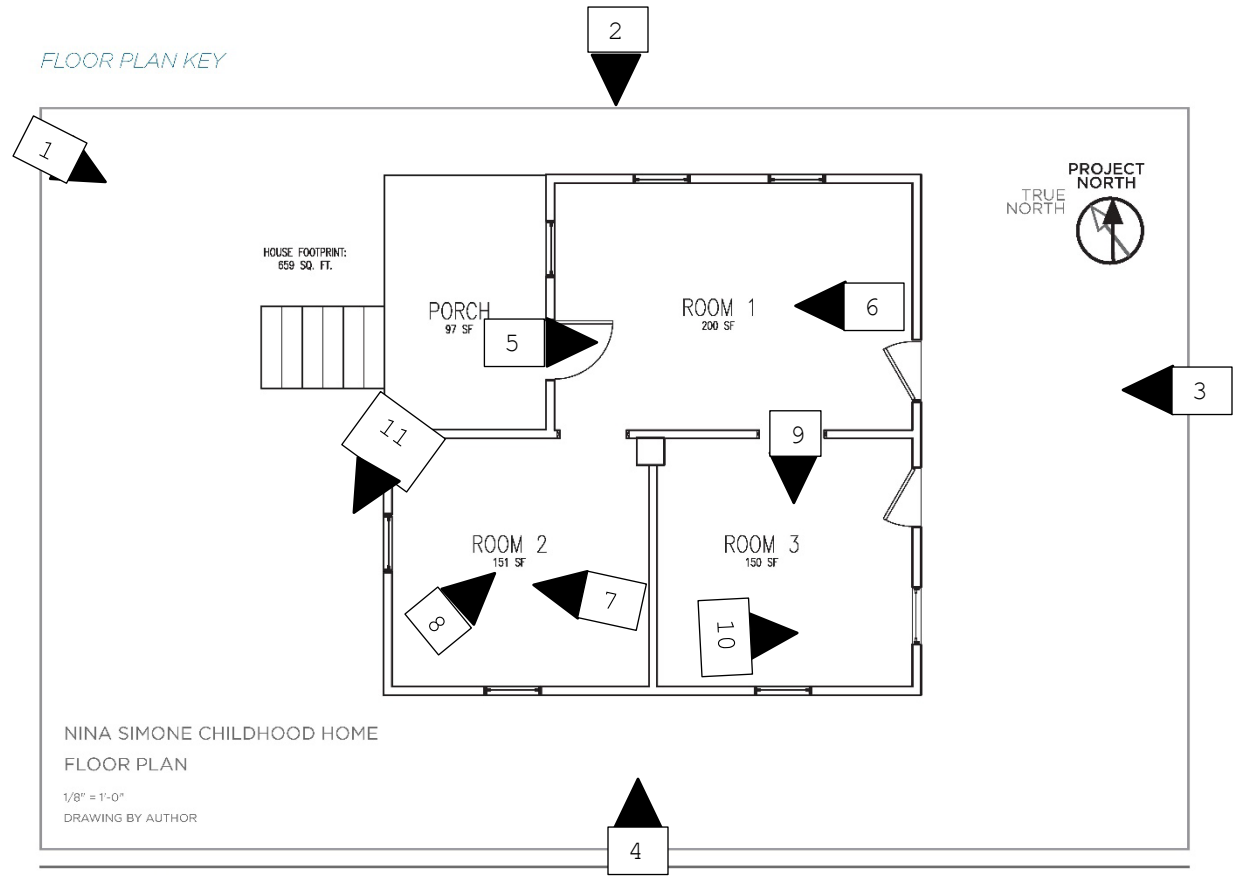 2
FLOOR PLAN KEY
1
PROJECT
NORTH
TRUE
NORTH
HOUSE FOOTPRINT:
659 SQ. FT.
PORCH
97 SF
ROOM 1
200 SF
6
5
3
11
9
ROOM 2
151 SF
ROOM 3
150 SF
7
8
10
NINA SIMONE CHILDHOOD HOME
FLOOR PLAN
1/8" = 1'-0"
DRAWING BY AUTHOR
4